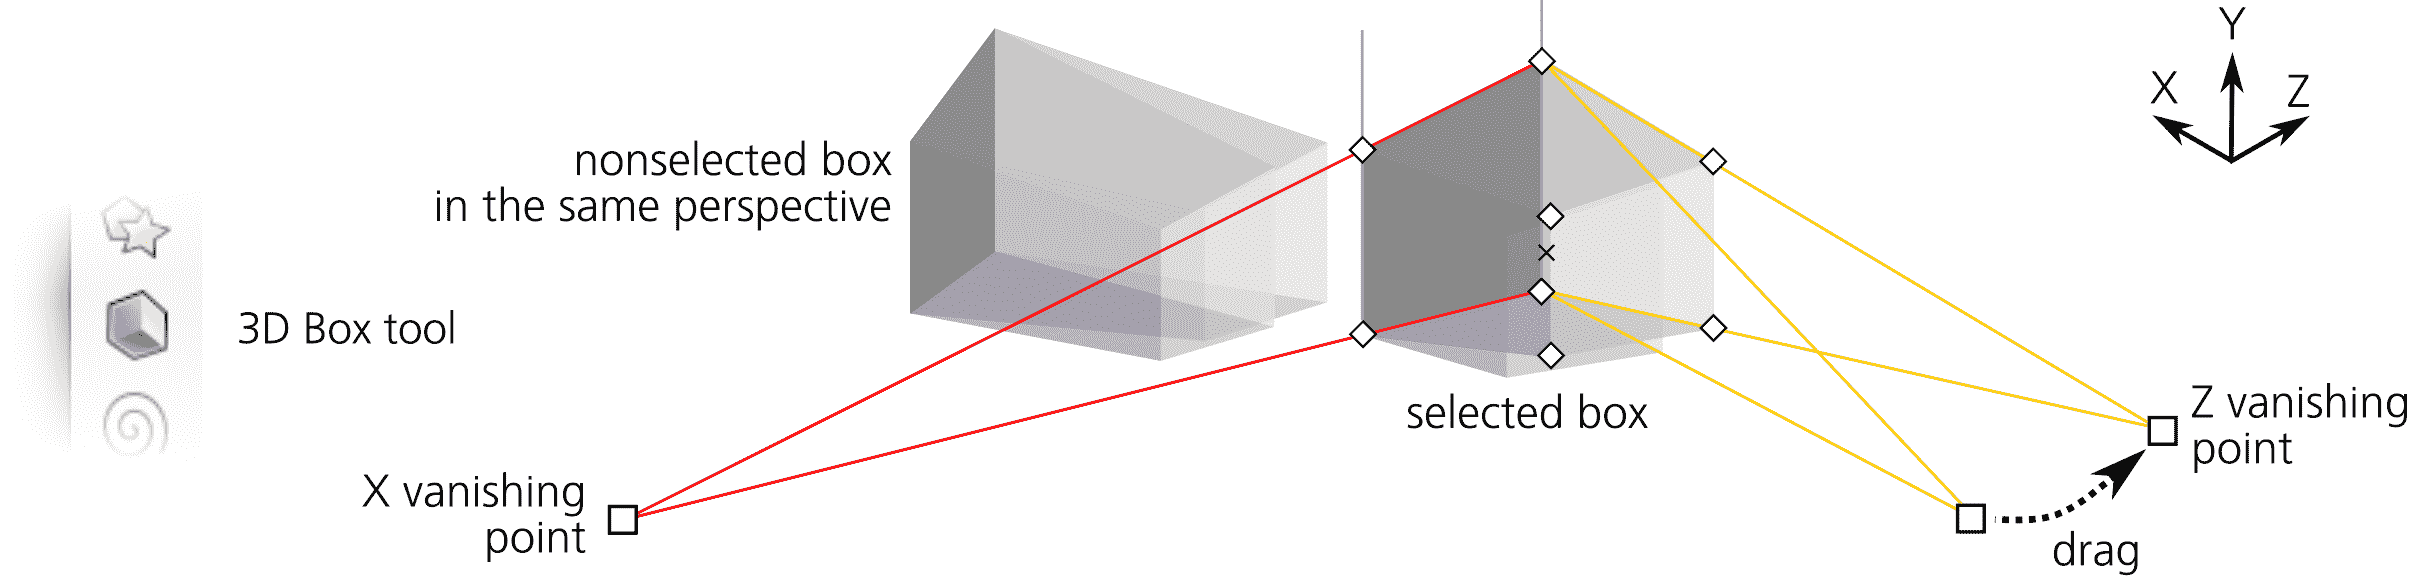 nonselected box
in the same perspective
3D Box tool
X vanishing
point
selected box
Y
X
Z
Z vanishing
point
drag